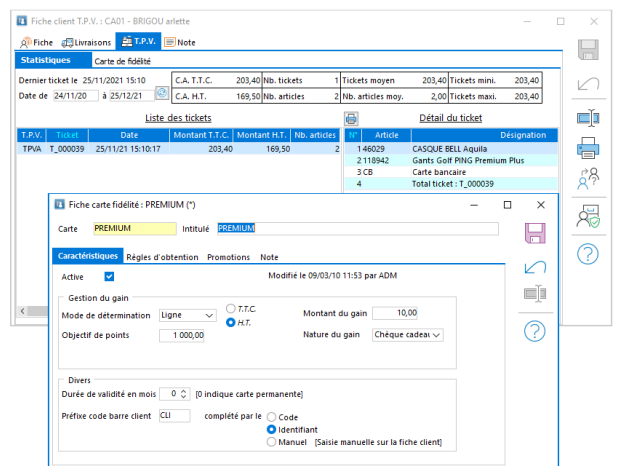 Fiche client T.P.V. : CA01 - BRIGOU arlette
Fiche Livraisons T.P.V. Note
Statistiques Carte de fidélité
Dernier ticket le 25/11/2021 15:10 C.A. T.T.C. 203,40 Nb. tickets 1 Tickets moyen 203,40 Tickets mini. 203,40
Date de 24/11/20 à 25/12/21 C.A. H.T. 169,50 Nb. articles 2 Nb. articles moy. 2,00 Tickets maxi. 203,40
Liste des tickets Détail du ticket
T.P.V. Ticket Date Montant T.T.C. Montant H.T. Nb. articles N° Article Désignation
TPVA T_000039 25/11/21 15:10:17 203,40 169,50 2 1 46029 CASQUE BELL Aquila
2 118942 Gants Golf PING Premium Plus
3 CB Carte bancaire
4 Total ticket : T_000039
Fiche carte fidélité : PREMIUM (*)
Carte PREMIUM Intitulé PREMIUM
Caractéristiques Règles d'obtention Promotions Note
Active Modifié le 09/03/10 11:53 par ADM
Gestion du gain
Mode de détermination Ligne T.T.C. Montant du gain 10,00
H.T.
Objectif de points 1 000,00 Nature du gain Chèque cadeau
Divers
Durée de validité en mois 0 [0 indique carte permanente]
Préfixe code barre client CLI complété par le Code
Identifiant
Manuel [Saisie manuelle sur la fiche client]